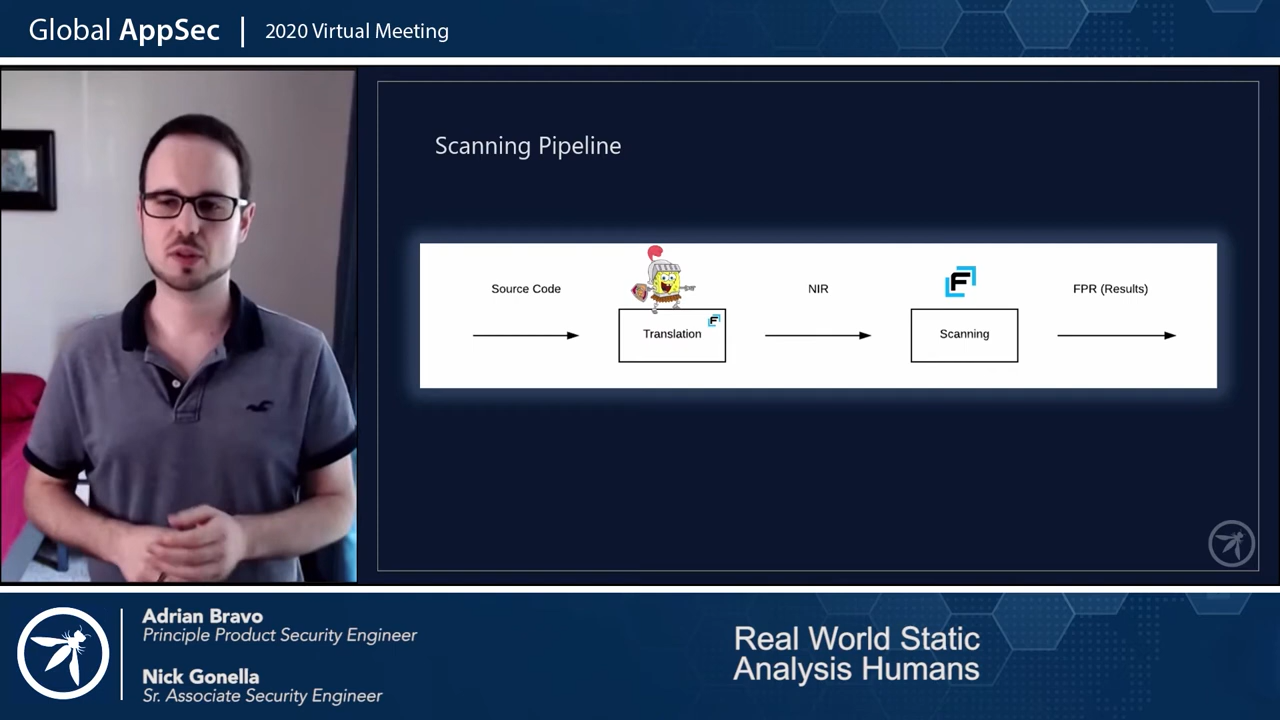 Global AppSec | 2020 Virtual Meeting
Scanning Pipeline
Source Code
NIR
FPR (Results)
Translation
F
F
Scanning
Adrian Bravo
Principle Product Security Engineer
Nick Gonella
Sr. Associate Security Engineer
Real World Static
Analysis Humans